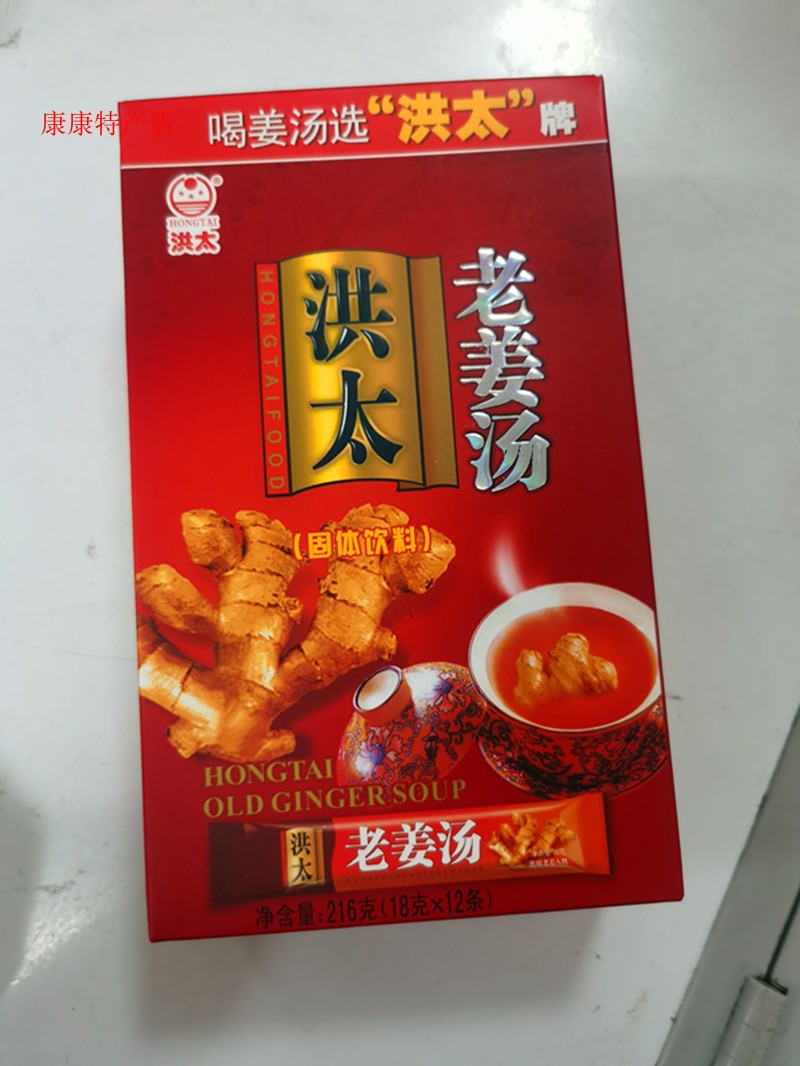 康康特产店
喝姜汤选“洪太”牌
HONGTAI
洪太
HONGTAIFOOD
洪太
老姜汤
【固体饮料】
HONGTAI
OLD GINGER SOUP
洪太
老姜汤
净含量:216克(18克×12条)